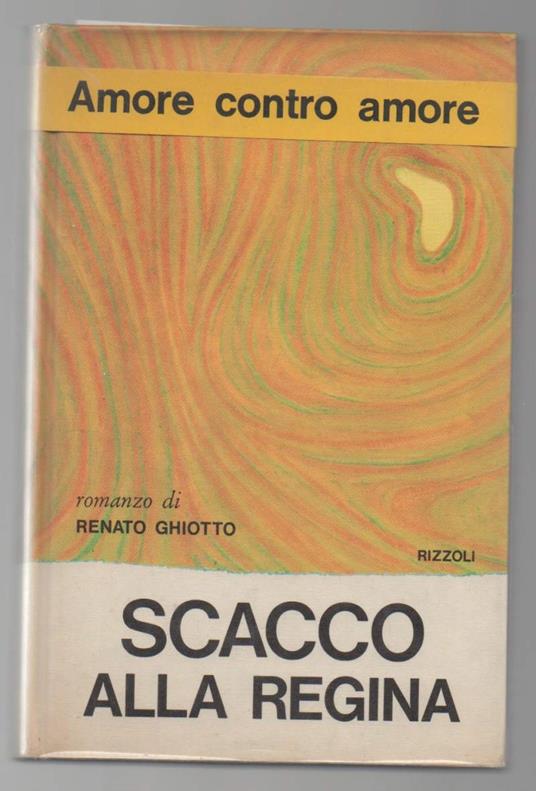 Amore contro amore
romanzo di
RENATO GHIOTTO
RIZZOLI
SCACCO
ALLA REGINA